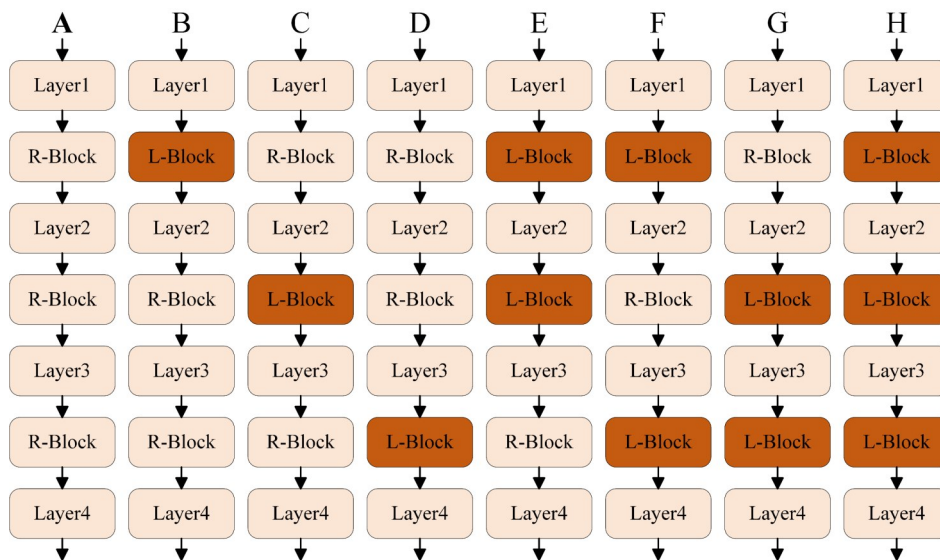 A B C D E F G H
Layer1 Layer1 Layer1 Layer1 Layer1 Layer1 Layer1 Layer1
R-Block L-Block R-Block R-Block L-Block L-Block R-Block L-Block
Layer2 Layer2 Layer2 Layer2 Layer2 Layer2 Layer2 Layer2
R-Block R-Block L-Block R-Block L-Block R-Block L-Block L-Block
Layer3 Layer3 Layer3 Layer3 Layer3 Layer3 Layer3 Layer3
R-Block R-Block R-Block L-Block R-Block L-Block L-Block L-Block
Layer4 Layer4 Layer4 Layer4 Layer4 Layer4 Layer4 Layer4